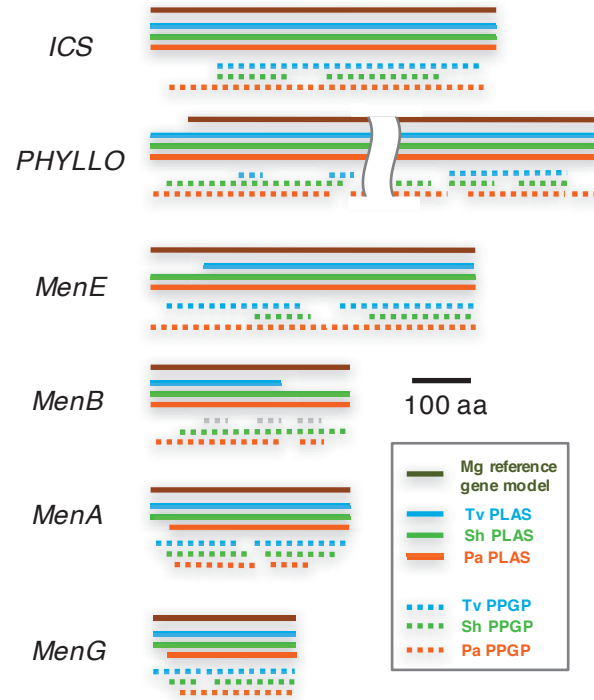 ICS
PHYLLO
MenE
MenB
100 aa
MenA
MenG
Mg reference
gene model
Tv PLAS
Sh PLAS
Pa PLAS
Tv PPGP
Sh PPGP
Pa PPGP